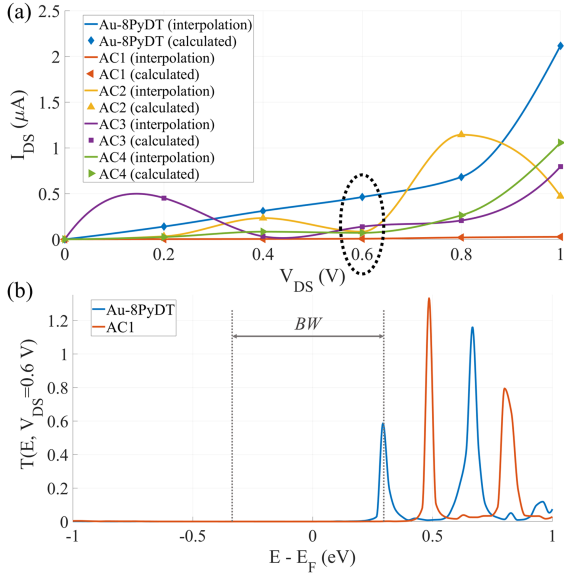 (a)
Au-8PyDT (interpolation)
Au-8PyDT (calculated)
AC1 (interpolation)
AC1 (calculated)
AC2 (interpolation)
AC2 (calculated)
AC3 (interpolation)
AC3 (calculated)
AC4 (interpolation)
AC4 (calculated)
I_DS (μA)
2.5
2
1.5
1
0.5
0
0 0.2 0.4 0.6 0.8 1
V_DS (V)
(b)
Au-8PyDT
AC1
BW
T(E, V_DS=0.6 V)
1.2
1
0.8
0.6
0.4
0.2
0
-1 -0.5 0 0.5 1
E - E_F (eV)